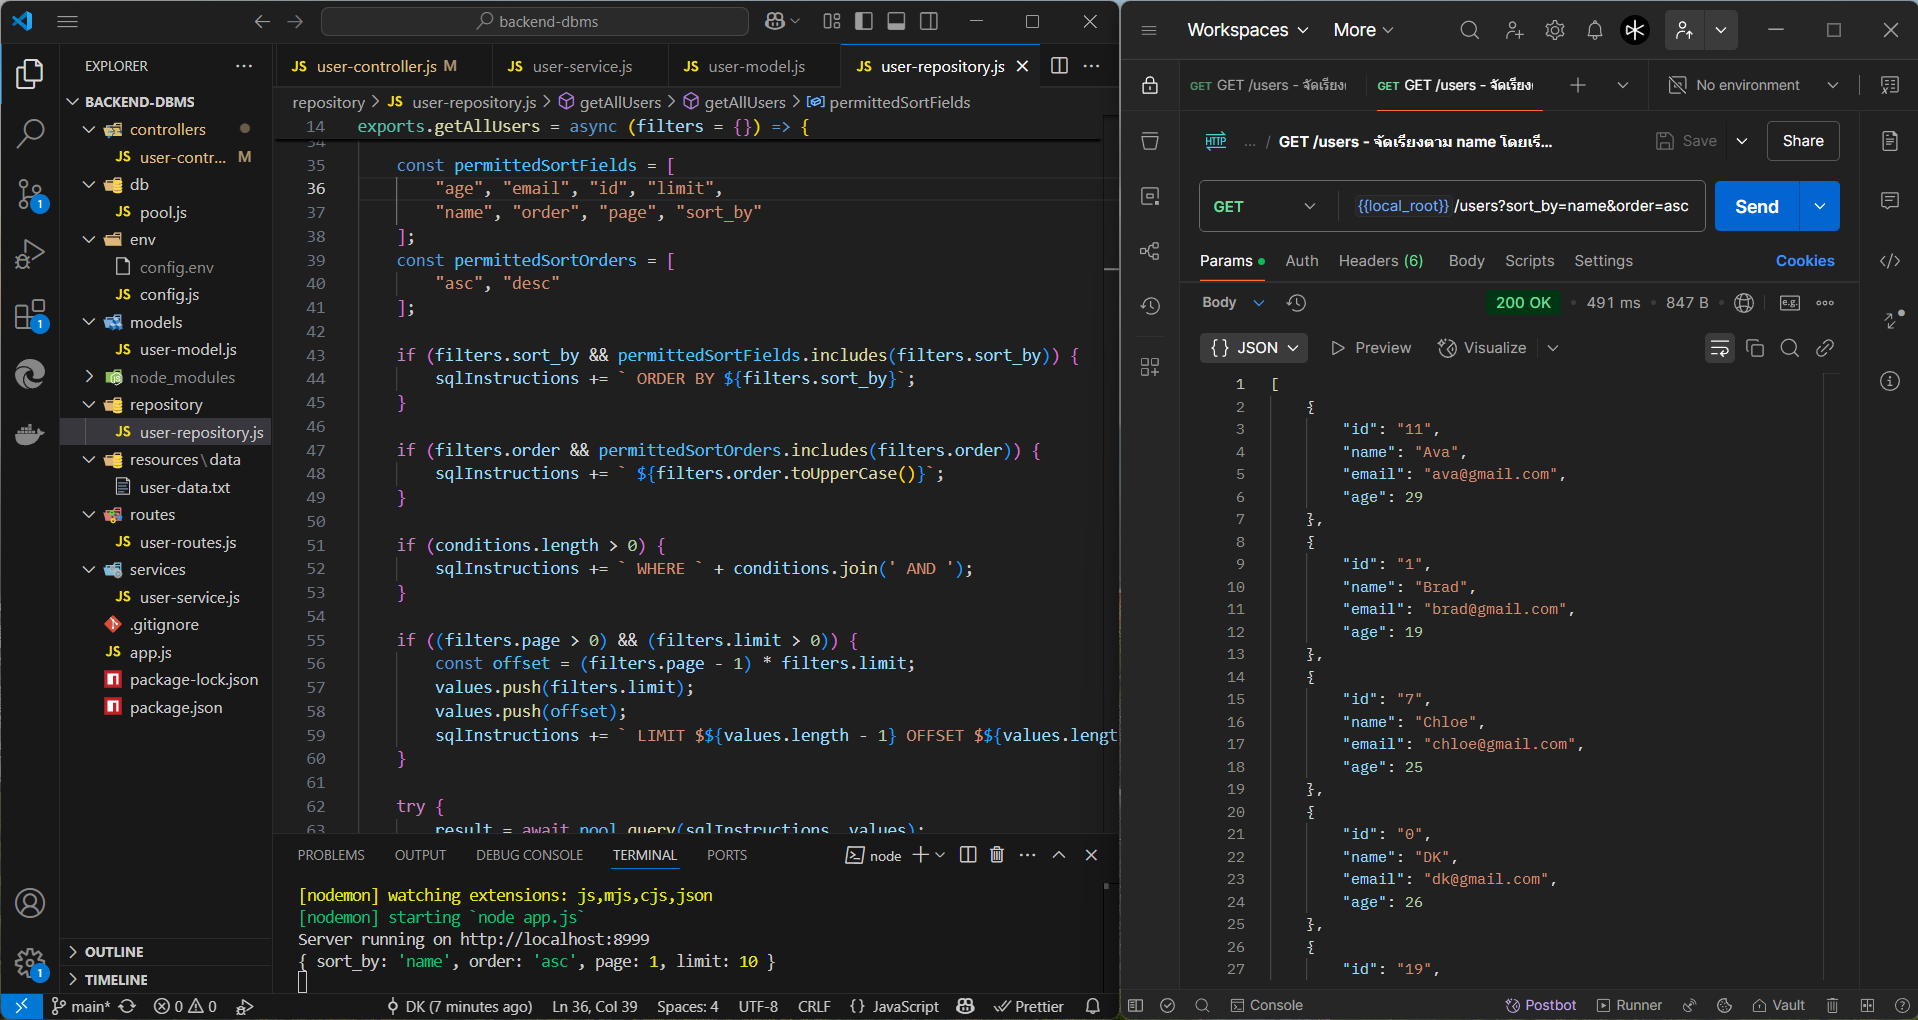 backend-dbms
EXPLORER
BACKEND-DBMS
controllers
JS user-contr... M
db
JS pool.js
env
config.env
JS config.js
models
JS user-model.js
node_modules
repository
JS user-repository.js
resources\data
user-data.txt
routes
JS user-routes.js
services
JS user-service.js
.gitignore
JS app.js
package-lock.json
package.json
OUTLINE
TIMELINE
1
1
1
JS user-controller.js M
JS user-service.js
JS user-model.js
JS user-repository.js
repository > JS user-repository.js > getAllUsers > getAllUsers > permittedSortFields
14 exports.getAllUsers = async (filters = {}) => {
34
35 const permittedSortFields = [
36 "age", "email", "id", "limit",
37 "name", "order", "page", "sort_by"
38 ];
39 const permittedSortOrders = [
40 "asc", "desc"
41 ];
42
43 if (filters.sort_by && permittedSortFields.includes(filters.sort_by)) {
44 sqlInstructions += ` ORDER BY ${filters.sort_by}`;
45 }
46
47 if (filters.order && permittedSortOrders.includes(filters.order)) {
48 sqlInstructions += ` ${filters.order.toUpperCase()}`;
49 }
50
51 if (conditions.length > 0) {
52 sqlInstructions += ` WHERE ` + conditions.join(' AND ');
53 }
54
55 if ((filters.page > 0) && (filters.limit > 0)) {
56 const offset = (filters.page - 1) * filters.limit;
57 values.push(filters.limit);
58 values.push(offset);
59 sqlInstructions += ` LIMIT $${values.length - 1} OFFSET $${values.lengt
60 }
61
62 try {
63 result = await pool.query(sqlInstructions, values);
PROBLEMS OUTPUT DEBUG CONSOLE TERMINAL PORTS node
[nodemon] watching extensions: js,mjs,cjs,json
[nodemon] starting `node app.js`
Server running on http://localhost:8999
{ sort_by: 'name', order: 'asc', page: 1, limit: 10 }
main* 0 0 DK (7 minutes ago) Ln 36, Col 39 Spaces: 4 UTF-8 CRLF {} JavaScript Prettier
Workspaces More
GET GET /users - จัดเรียง
GET GET /users - จัดเรียง
No environment
HTTP ... / GET /users - จัดเรียงตาม name โดยเรี...
Save Share
GET {{local_root}} /users?sort_by=name&order=asc Send
Params Auth Headers (6) Body Scripts Settings Cookies
Body 200 OK 491 ms 847 B e.g.
{} JSON Preview Visualize
1 [
2 {
3 "id": "11",
4 "name": "Ava",
5 "email": "ava@gmail.com",
6 "age": 29
7 },
8 {
9 "id": "1",
10 "name": "Brad",
11 "email": "brad@gmail.com",
12 "age": 19
13 },
14 {
15 "id": "7",
16 "name": "Chloe",
17 "email": "chloe@gmail.com",
18 "age": 25
19 },
20 {
21 "id": "0",
22 "name": "DK",
23 "email": "dk@gmail.com",
24 "age": 26
25 },
26 {
27 "id": "19",
Console Postbot Runner Vault